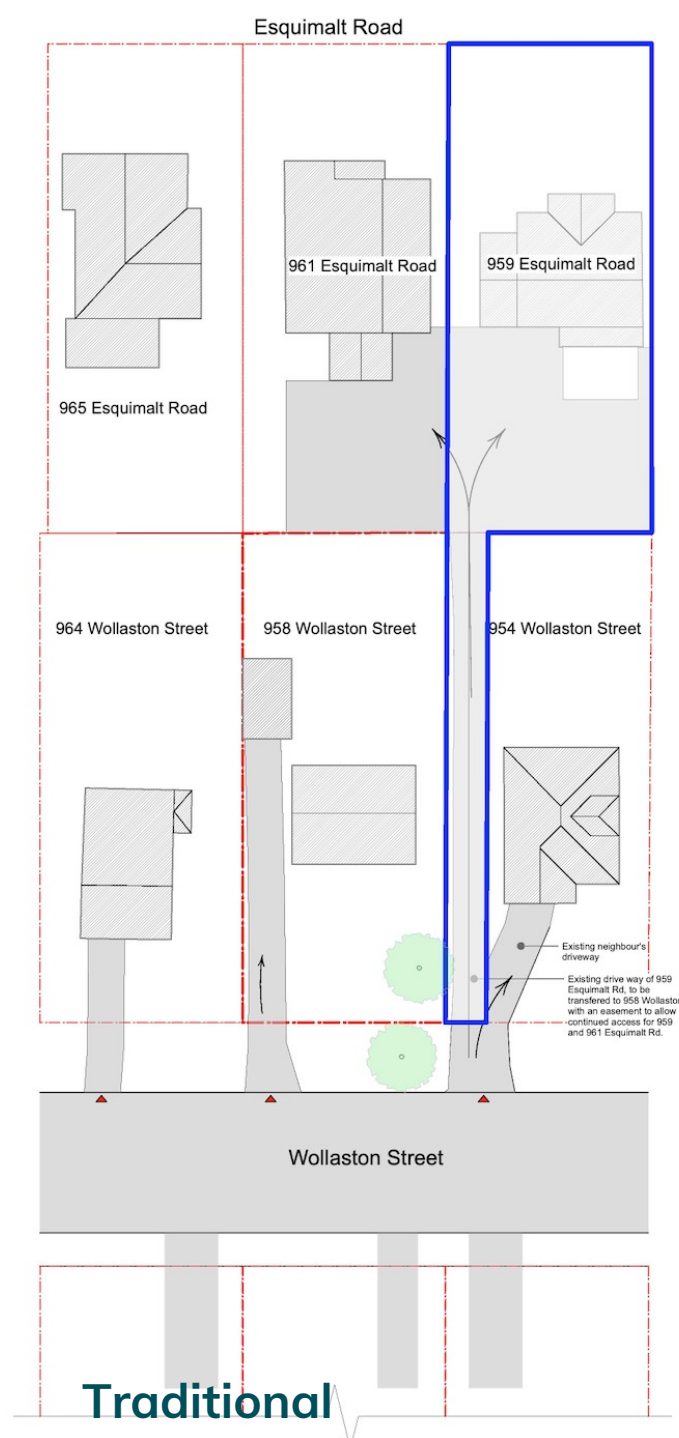 Esquimalt Road
961 Esquimalt Road
959 Esquimalt Road
965 Esquimalt Road
964 Wollaston Street
958 Wollaston Street
954 Wollaston Street
Existing neighbour's
driveway
Existing drive way of 959
Esquimalt Rd, to be
transfered to 958 Wollaston
with an easement to allow
continued access for 959
and 961 Esquimalt Rd.
Wollaston Street
Traditional